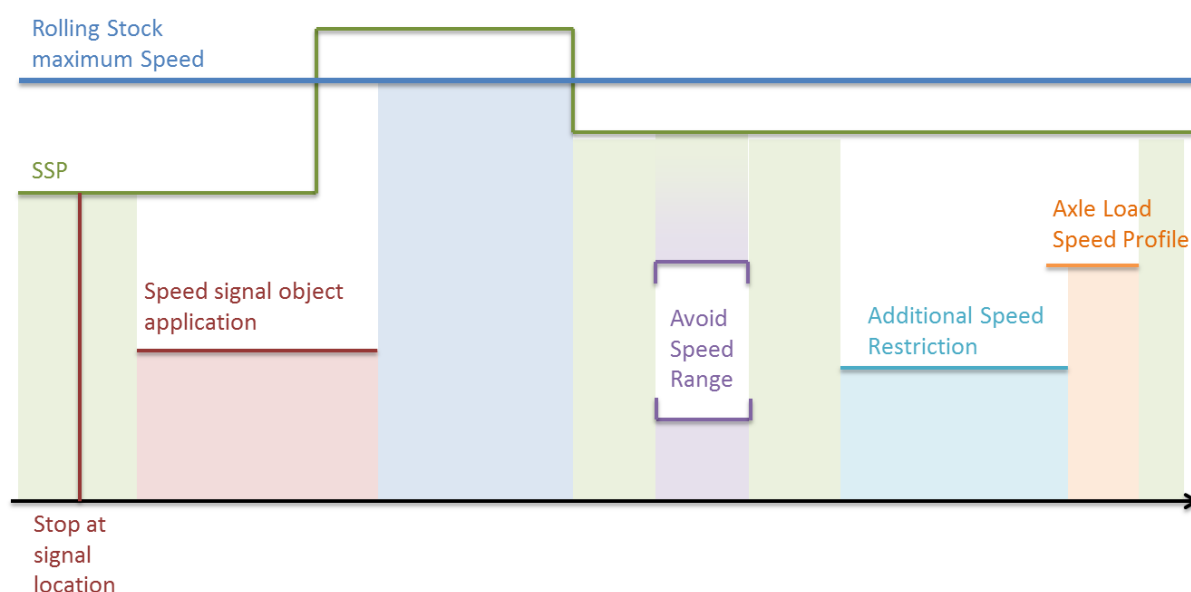 Rolling Stock
maximum Speed
SSP
Axle Load
Speed Profile
Speed signal object
application
Avoid
Speed
Range
Additional Speed
Restriction
Stop at
signal
location